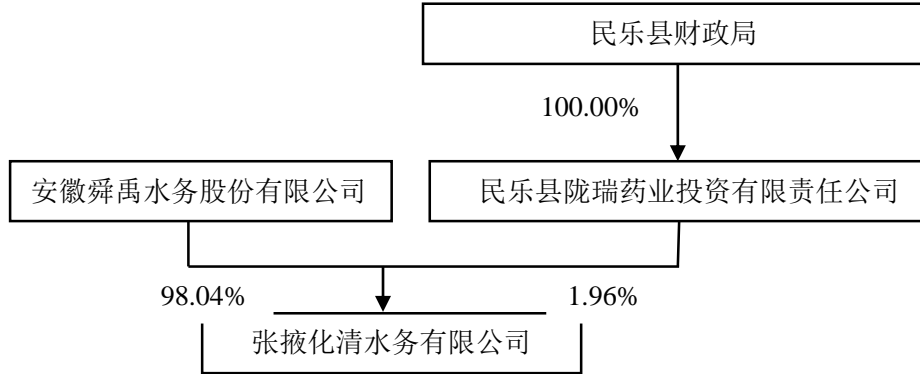 民乐县财政局
100.00%
安徽舜禹水务股份有限公司
民乐县陇瑞药业投资有限责任公司
98.04%
1.96%
张掖化清水务有限公司